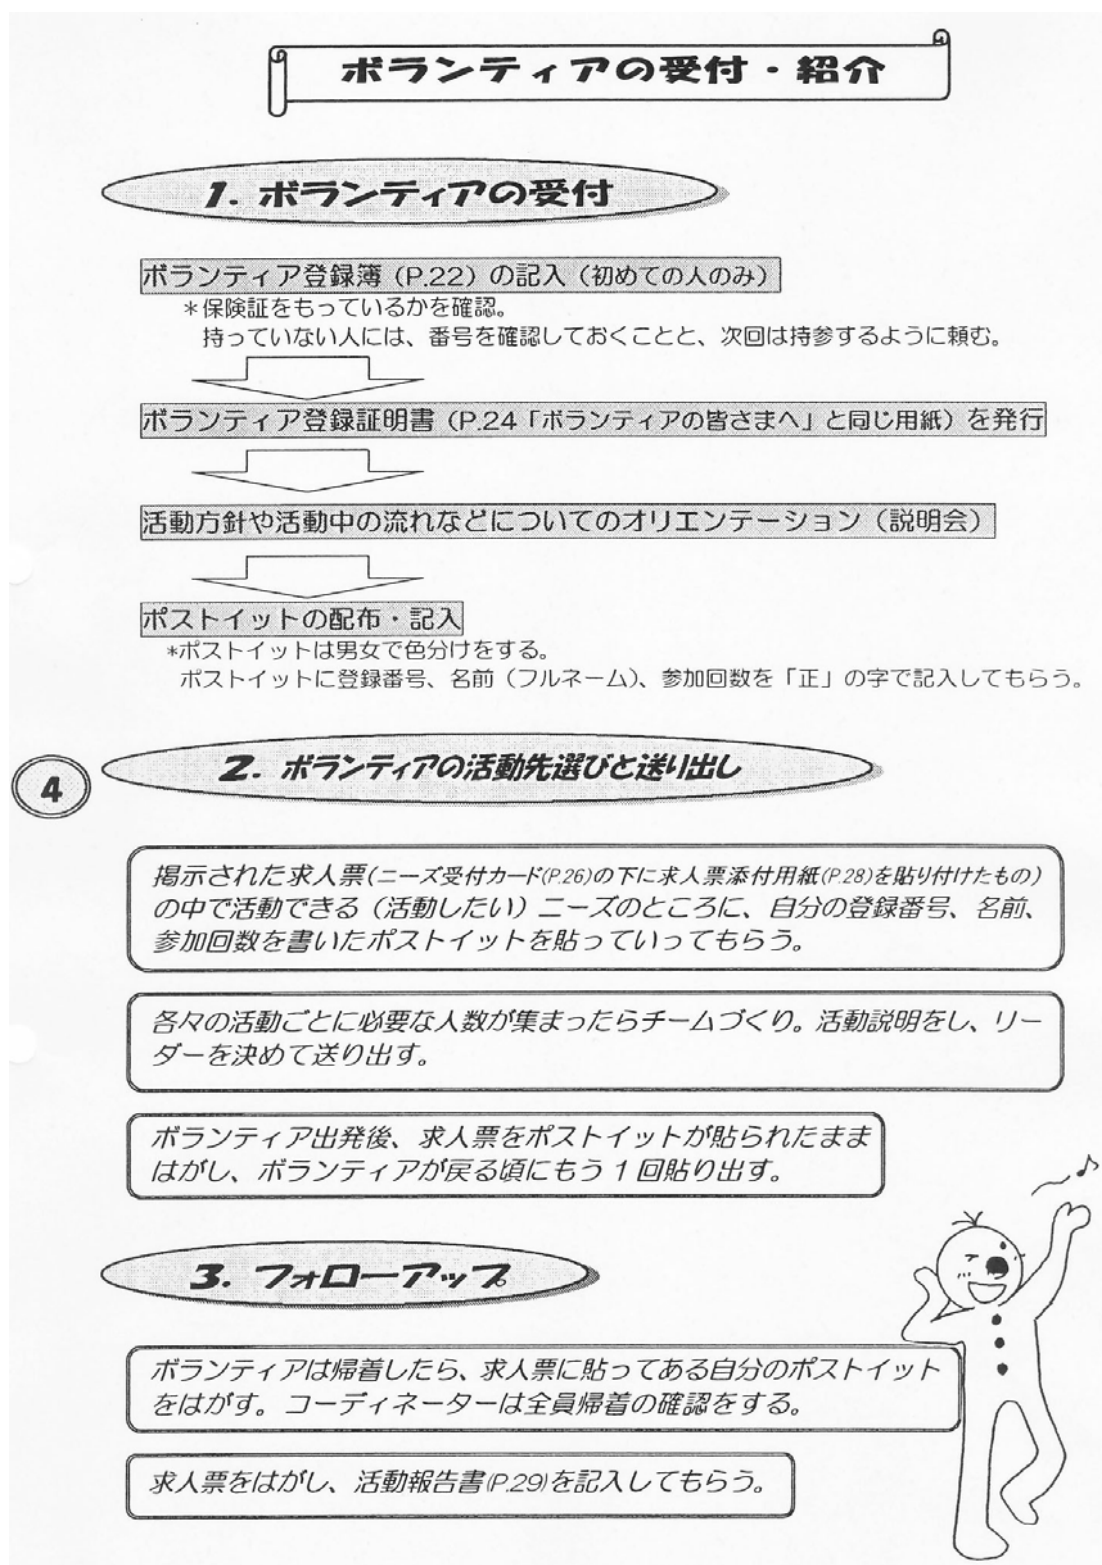 ボランティアの受付・紹介
1. ボランティアの受付
ボランティア登録簿（P.22）の記入（初めての人のみ）
＊保険証をもっているかを確認。
持っていない人には、番号を確認しておくことと、次回は持参するように頼む。
ボランティア登録証明書（P.24「ボランティアの皆さまへ」と同じ用紙）を発行
活動方針や活動中の流れなどについてのオリエンテーション（説明会）
ポストイットの配布・記入
*ポストイットは男女で色分けをする。
ポストイットに登録番号、名前（フルネーム）、参加回数を「正」の字で記入してもらう。
4
2. ボランティアの活動先選びと送り出し
掲示された求人票(ニーズ受付カード(P.26)の下に求人票添付用紙(P.28)を貼り付けたもの)
の中で活動できる（活動したい）ニーズのところに、自分の登録番号、名前、
参加回数を書いたポストイットを貼っていってもらう。
各々の活動ごとに必要な人数が集まったらチームづくり。活動説明をし、リー
ダーを決めて送り出す。
ボランティア出発後、求人票をポストイットが貼られたまま
はがし、ボランティアが戻る頃にもう１回貼り出す。
3. フォローアップ
ボランティアは帰着したら、求人票に貼ってある自分のポストイット
をはがす。コーディネーターは全員帰着の確認をする。
求人票をはがし、活動報告書(P.29)を記入してもらう。